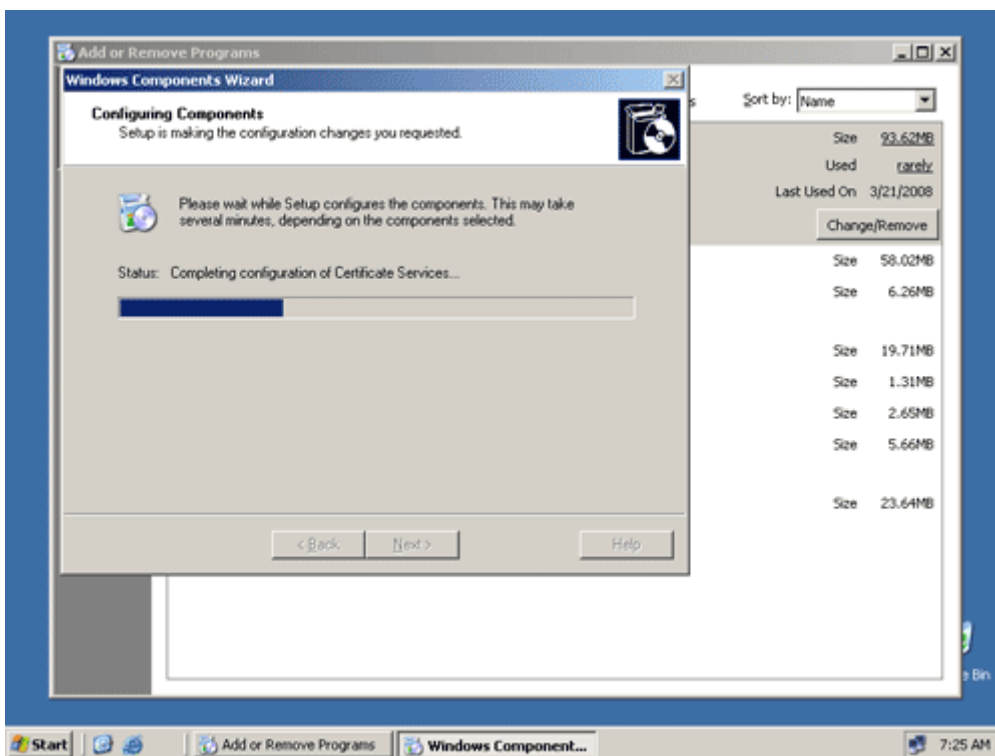 Add or Remove Programs
Windows Components Wizard
Configuring Components
Setup is making the configuration changes you requested.
Please wait while Setup configures the components. This may take
several minutes, depending on the components selected.
Status: Completing configuration of Certificate Services...
< Back Next > Help
s Sort by: Name
Size 93.62MB
Used rarely
Last Used On 3/21/2008
Change/Remove
Size 58.02MB
Size 6.26MB
Size 19.71MB
Size 1.31MB
Size 2.65MB
Size 5.66MB
Size 23.64MB
e Bin
Start Add or Remove Programs Windows Component... 7:25 AM